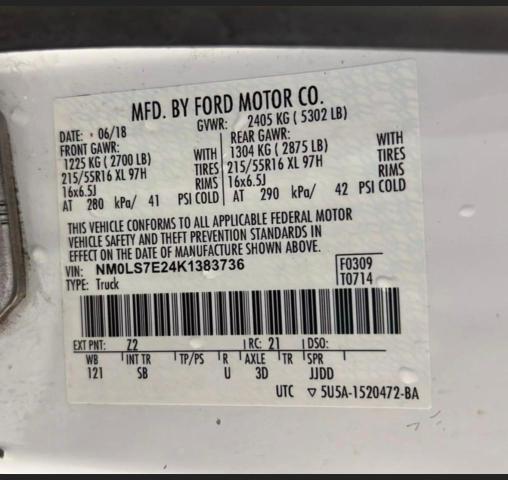 MFD. BY FORD MOTOR CO.
DATE: 06/18 GVWR: 2405 KG ( 5302 LB)
FRONT GAWR: REAR GAWR:
1225 KG ( 2700 LB) WITH 1304 KG ( 2875 LB) WITH
215/55R16 XL 97H TIRES 215/55R16 XL 97H TIRES
16x6.5J RIMS 16x6.5J RIMS
AT 280 kPa/ 41 PSI COLD AT 290 kPa/ 42 PSI COLD
THIS VEHICLE CONFORMS TO ALL APPLICABLE FEDERAL MOTOR
VEHICLE SAFETY AND THEFT PREVENTION STANDARDS IN
EFFECT ON THE DATE OF MANUFACTURE SHOWN ABOVE.
VIN: NM0LS7E24K1383736 F0309
TYPE: Truck T0714
EXT PNT: Z2 RC: 21 DSO:
WB INT TR TP/PS R AXLE TR SPR
121 SB U 3D JJDD
UTC ▽ 5U5A-1520472-BA